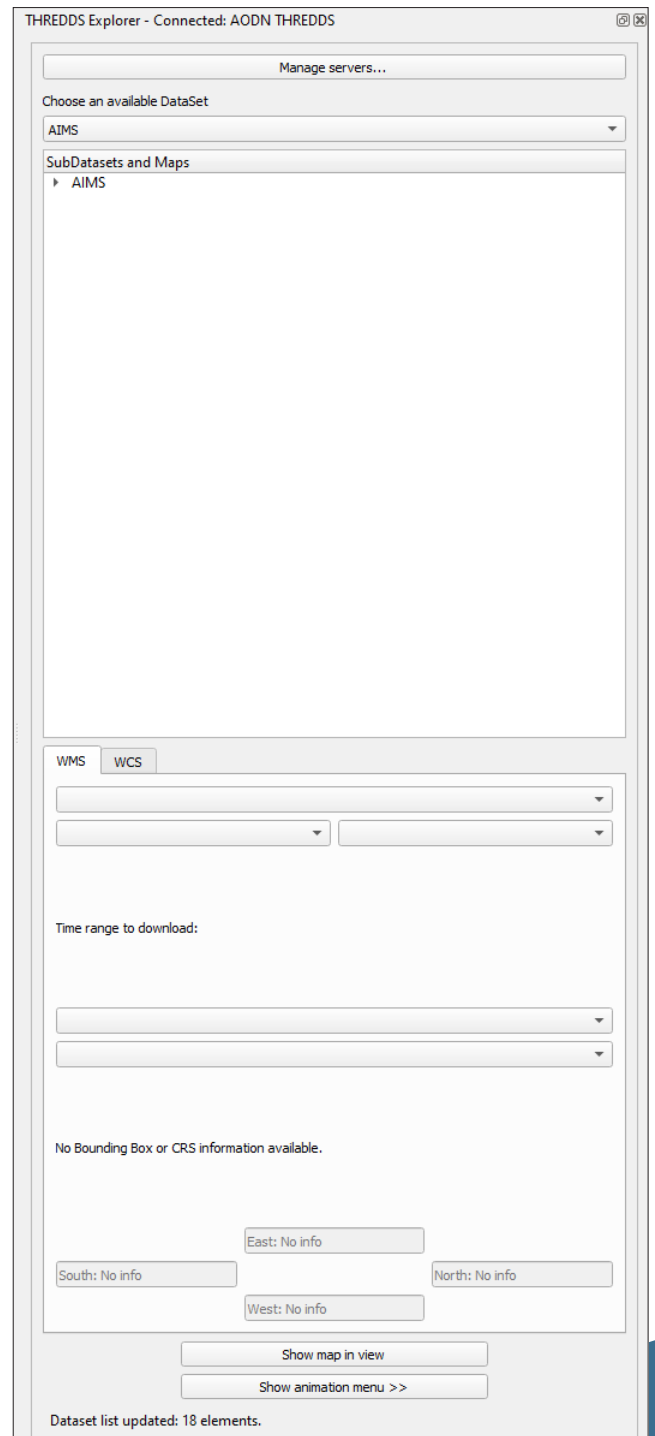 THREDDS Explorer - Connected: AODN THREDDS
Manage servers...
Choose an available DataSet
AIMS
SubDatasets and Maps
AIMS
WMS WCS
Time range to download:
No Bounding Box or CRS information available.
East: No info
South: No info North: No info
West: No info
Show map in view
Show animation menu >>
Dataset list updated: 18 elements.